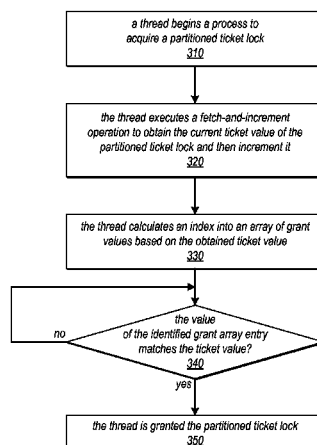 a thread begins a process to
acquire a partitioned ticket lock
310
the thread executes a fetch-and-increment
operation to obtain the current ticket value of the
partitioned ticket lock and then increment it
320
the thread calculates an index into an array of grant
values based on the obtained ticket value
330
the value
of the identified grant array entry
matches the ticket value?
340
no
yes
the thread is granted the partitioned ticket lock
350